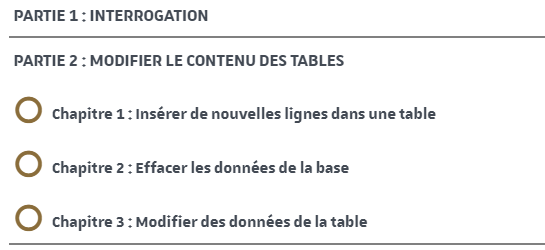 PARTIE 1 : INTERROGATION
PARTIE 2 : MODIFIER LE CONTENU DES TABLES
Chapitre 1 : Insérer de nouvelles lignes dans une table
Chapitre 2 : Effacer les données de la base
Chapitre 3 : Modifier des données de la table